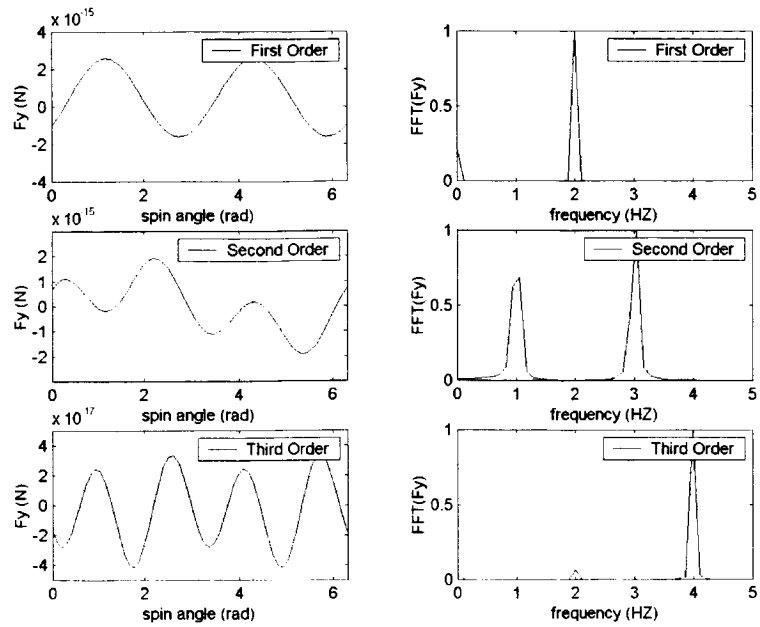 x 10⁻¹⁵
First Order
Fy (N)
4
2
0
-2
-4
0
2
4
6
spin angle (rad)
First Order
FFT(Fy)
1
0.5
0
0
1
2
3
4
5
frequency (HZ)
x 10¹⁵
Second Order
Fy (N)
2
1
0
-1
-2
0
2
4
6
spin angle (rad)
Second Order
FFT(Fy)
1
0.5
0
0
1
2
3
4
5
frequency (HZ)
x 10¹⁷
Third Order
Fy (N)
4
2
0
-2
-4
0
2
4
6
spin angle (rad)
Third Order
FFT(Fy)
1
0.5
0
0
1
2
3
4
5
frequency (HZ)